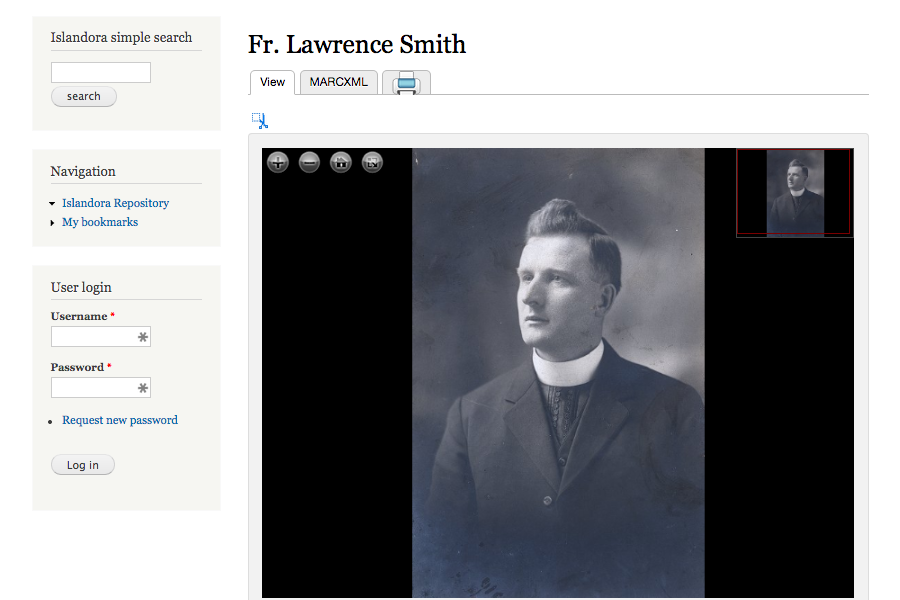 Islandora simple search
search
Navigation
Islandora Repository
My bookmarks
User login
Username *
Password *
Request new password
Log in
Fr. Lawrence Smith
View
MARCXML